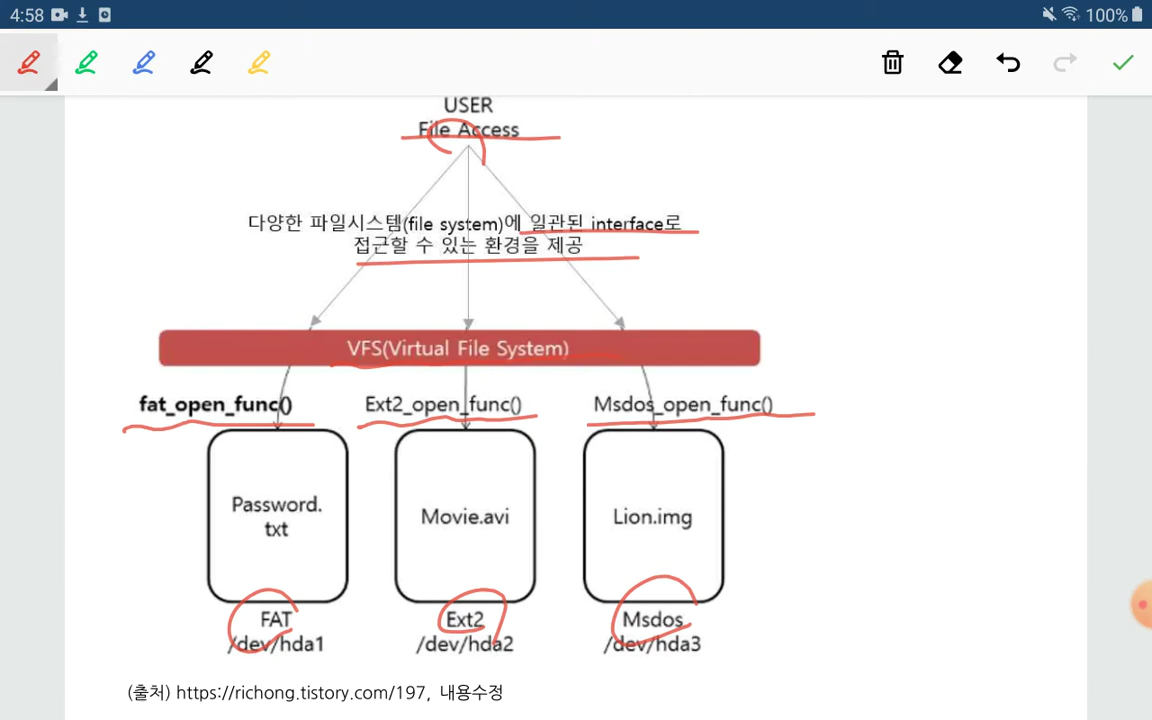 4:58
100%
USER
File Access
다양한 파일시스템(file system)에 일관된 interface로
접근할 수 있는 환경을 제공
VFS(Virtual File System)
fat_open_func() Ext2_open_func() Msdos_open_func()
Password.
txt
Movie.avi
Lion.img
FAT
/dev/hda1
Ext2
/dev/hda2
Msdos
/dev/hda3
(출처) https://richong.tistory.com/197, 내용수정